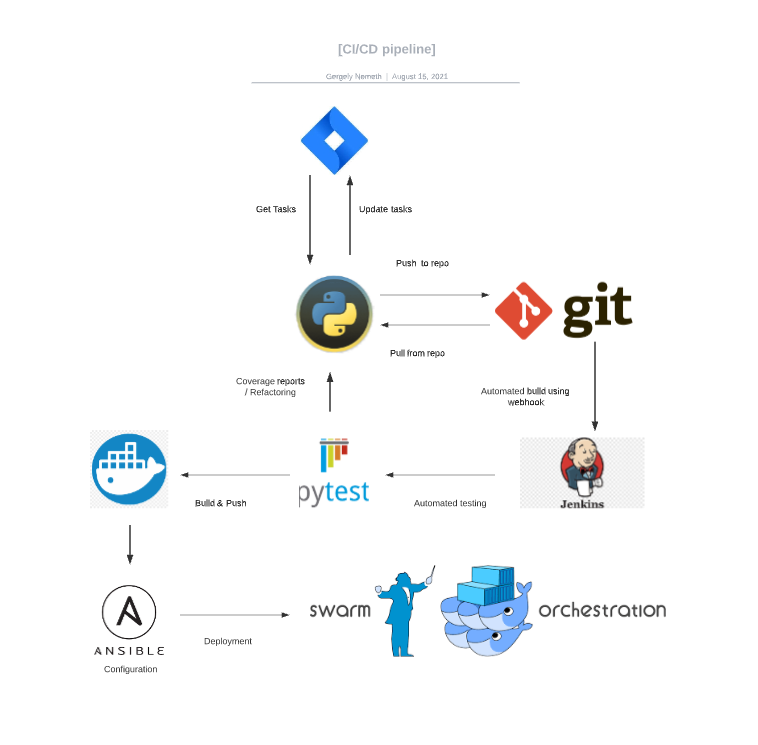 [CI/CD pipeline]
Gergely Nemeth | August 15, 2021
Get Tasks
Update tasks
Push to repo
git
Pull from repo
Coverage reports
/ Refactoring
Automated build using
webhook
pytest
Jenkins
Build & Push
Automated testing
swarm
orchestration
ANSIBLE
Deployment
Configuration